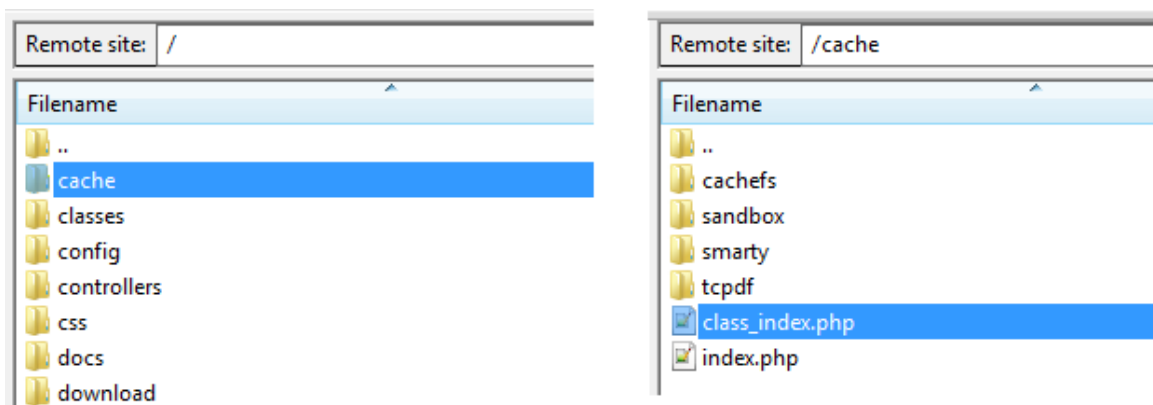 Remote site: /
Filename
..
cache
classes
config
controllers
css
docs
download
Remote site: /cache
Filename
..
cachefs
sandbox
smarty
tcpdf
class_index.php
index.php